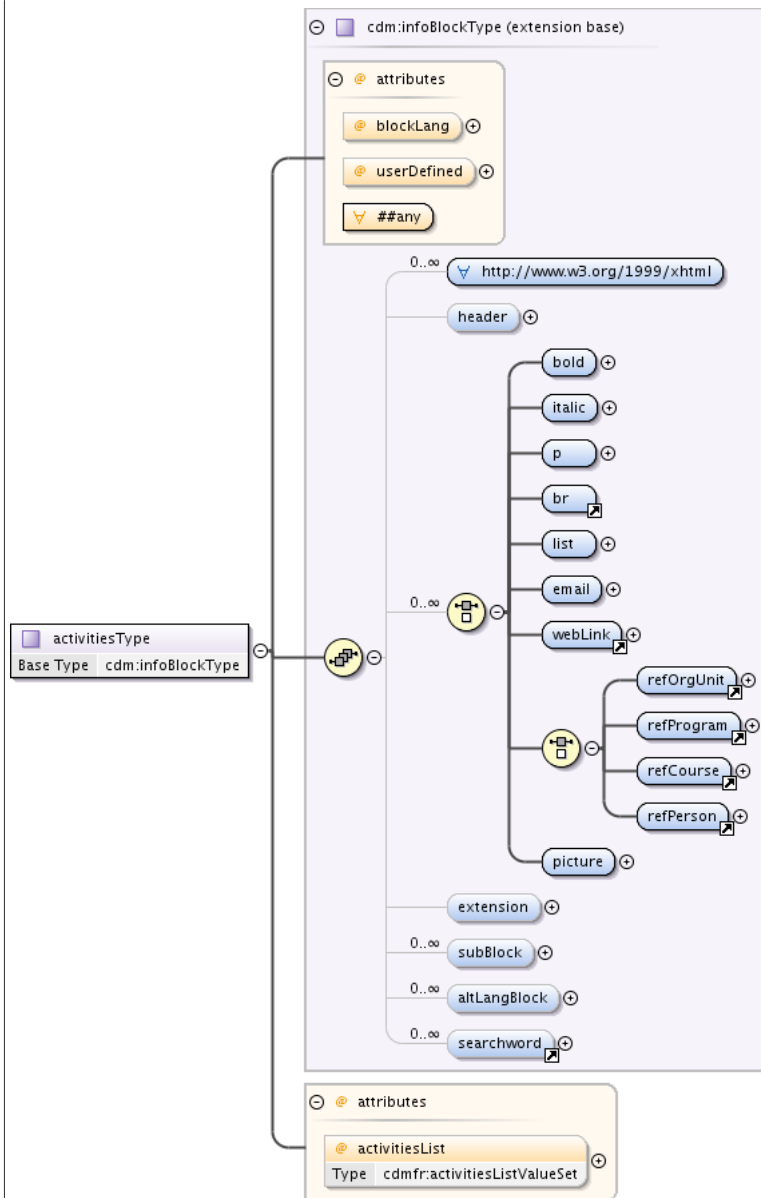 cdm:infoBlockType (extension base)
@ attributes
@ blockLang
@ userDefined
∀ ##any
0..∞
∀ http://www.w3.org/1999/xhtml
header
0..∞
bold
italic
p
br
list
email
webLink
refOrgUnit
refProgram
refCourse
refPerson
picture
activitiesType
Base Type cdm:infoBlockType
extension
0..∞
subBlock
0..∞
altLangBlock
0..∞
searchword
@ attributes
@ activitiesList
Type cdmfr:activitiesListValueSet